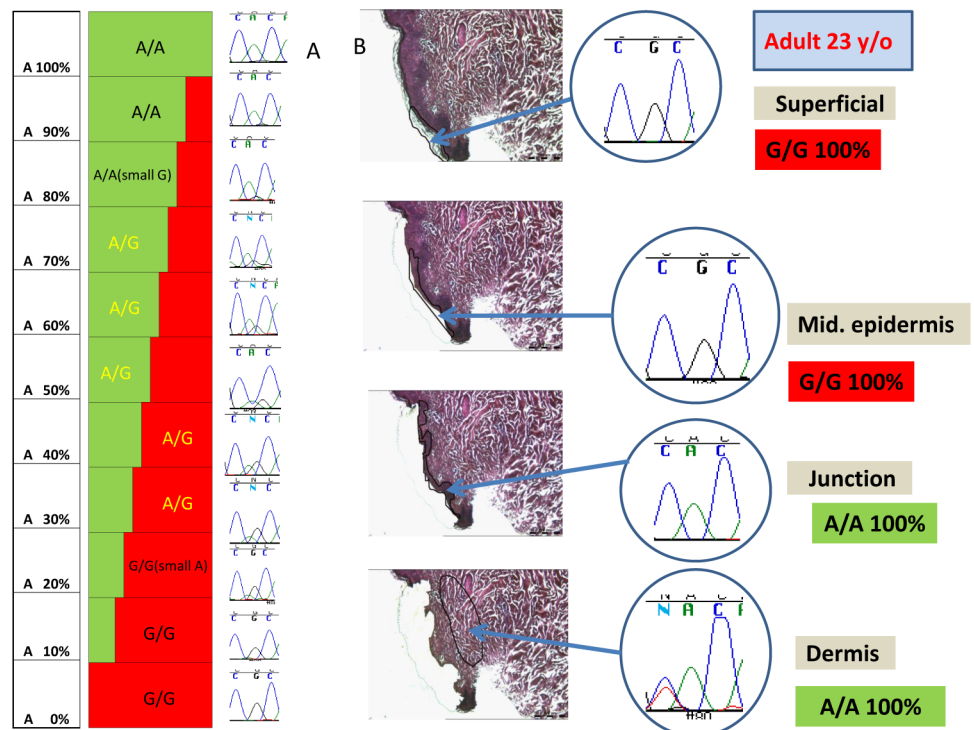 A
B
A 100%
A/A
C A C
A 90%
A/A
C A C
A 80%
A/A(small G)
C A C
A 70%
A/G
C N C
A 60%
A/G
C N C
A 50%
A/G
C A C
A 40%
A/G
C N C
A 30%
A/G
C N C
A 20%
G/G(small A)
C G C
A 10%
G/G
C G C
A 0%
G/G
C G C
C G C
Adult 23 y/o
Superficial
G/G 100%
C G C
Mid. epidermis
G/G 100%
C A C
Junction
A/A 100%
N A C A
Dermis
A/A 100%